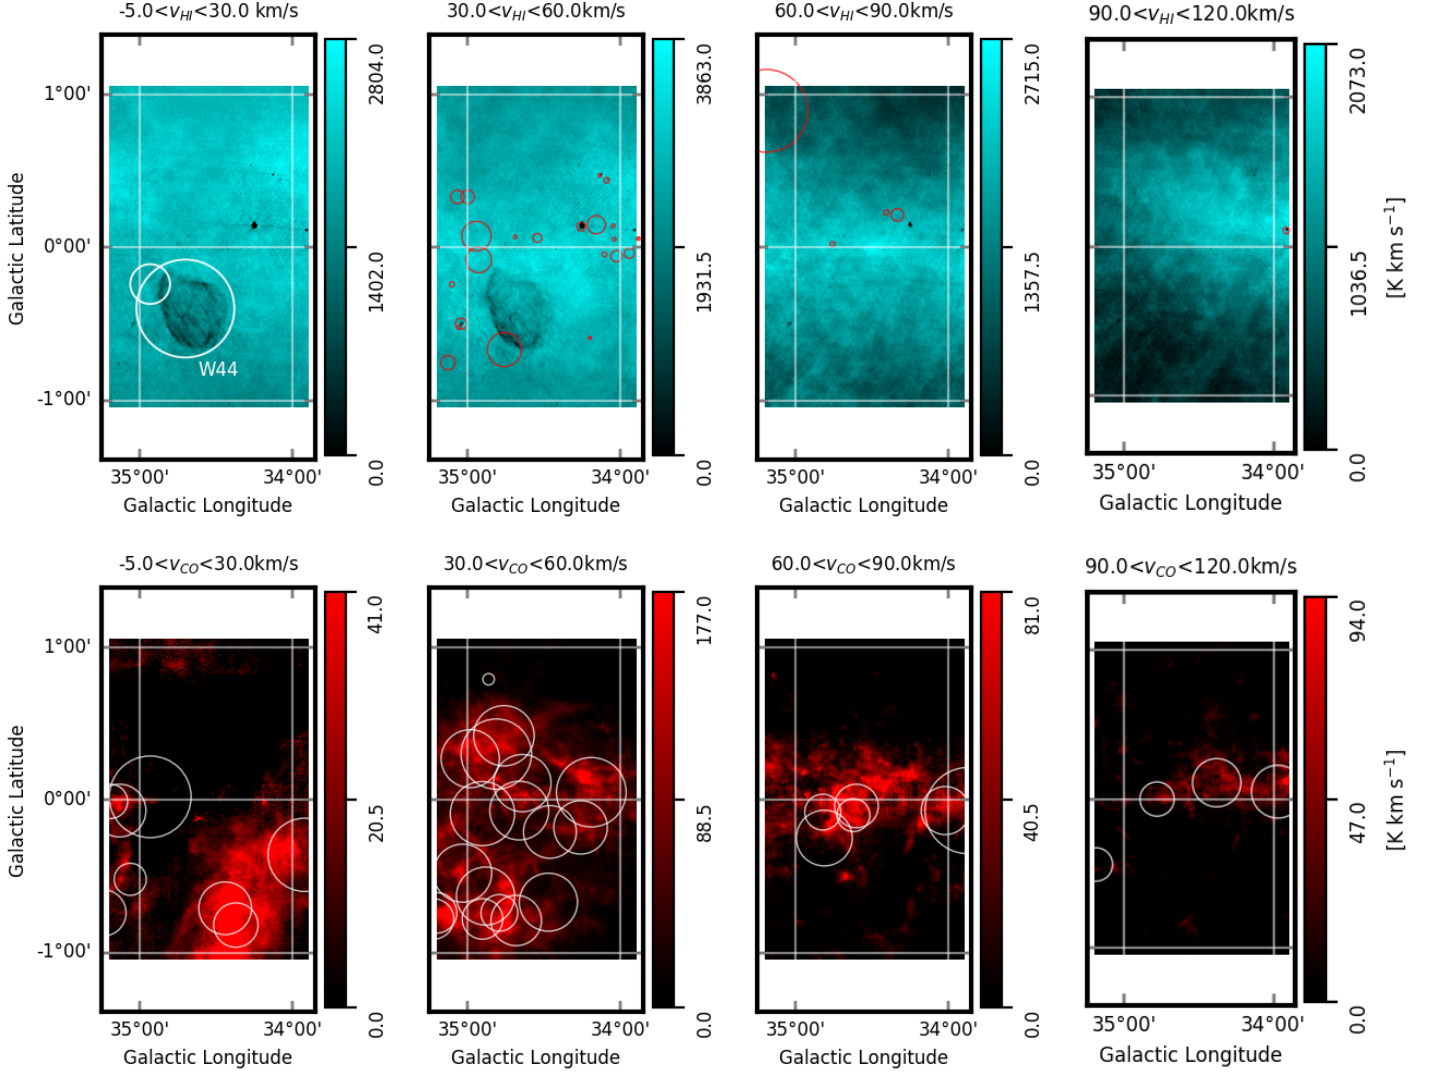 -5.0<v_HI<30.0 km/s
30.0<v_HI<60.0km/s
60.0<v_HI<90.0km/s
90.0<v_HI<120.0km/s
Galactic Latitude
1°00'
0°00'
-1°00'
W44
35°00' 34°00'
Galactic Longitude
2804.0
1402.0
0.0
35°00' 34°00'
Galactic Longitude
3863.0
1931.5
0.0
35°00' 34°00'
Galactic Longitude
2715.0
1357.5
0.0
35°00' 34°00'
Galactic Longitude
2073.0
1036.5
0.0
[K km s⁻¹]
-5.0<v_CO<30.0km/s
30.0<v_CO<60.0km/s
60.0<v_CO<90.0km/s
90.0<v_CO<120.0km/s
Galactic Latitude
1°00'
0°00'
-1°00'
35°00' 34°00'
Galactic Longitude
41.0
20.5
0.0
35°00' 34°00'
Galactic Longitude
177.0
88.5
0.0
35°00' 34°00'
Galactic Longitude
81.0
40.5
0.0
35°00' 34°00'
Galactic Longitude
94.0
47.0
0.0
[K km s⁻¹]